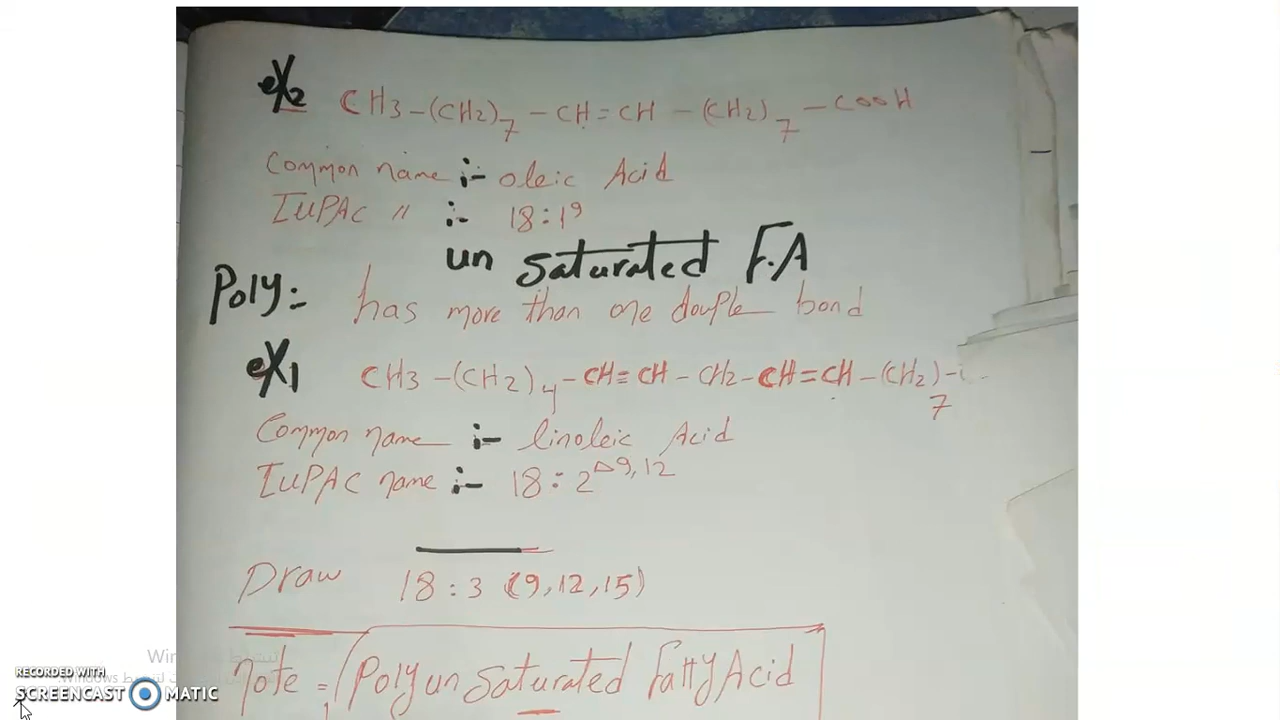 ex2 CH3-(CH2)7-CH=CH-(CH2)7-COOH
Common name :- oleic Acid
IUPAC " :- 18:1⁹
un saturated F.A
Poly:- has more than one douple bond
ex1 CH3-(CH2)4-CH=CH-CH2-CH=CH-(CH2)7-
Common name :- linoleic Acid
IUPAC name :- 18:2^Δ9,12
Draw 18:3 (9,12,15)
Note: Poly un Saturated Fatty Acid
RECORDED WITH
SCREENCAST MATIC